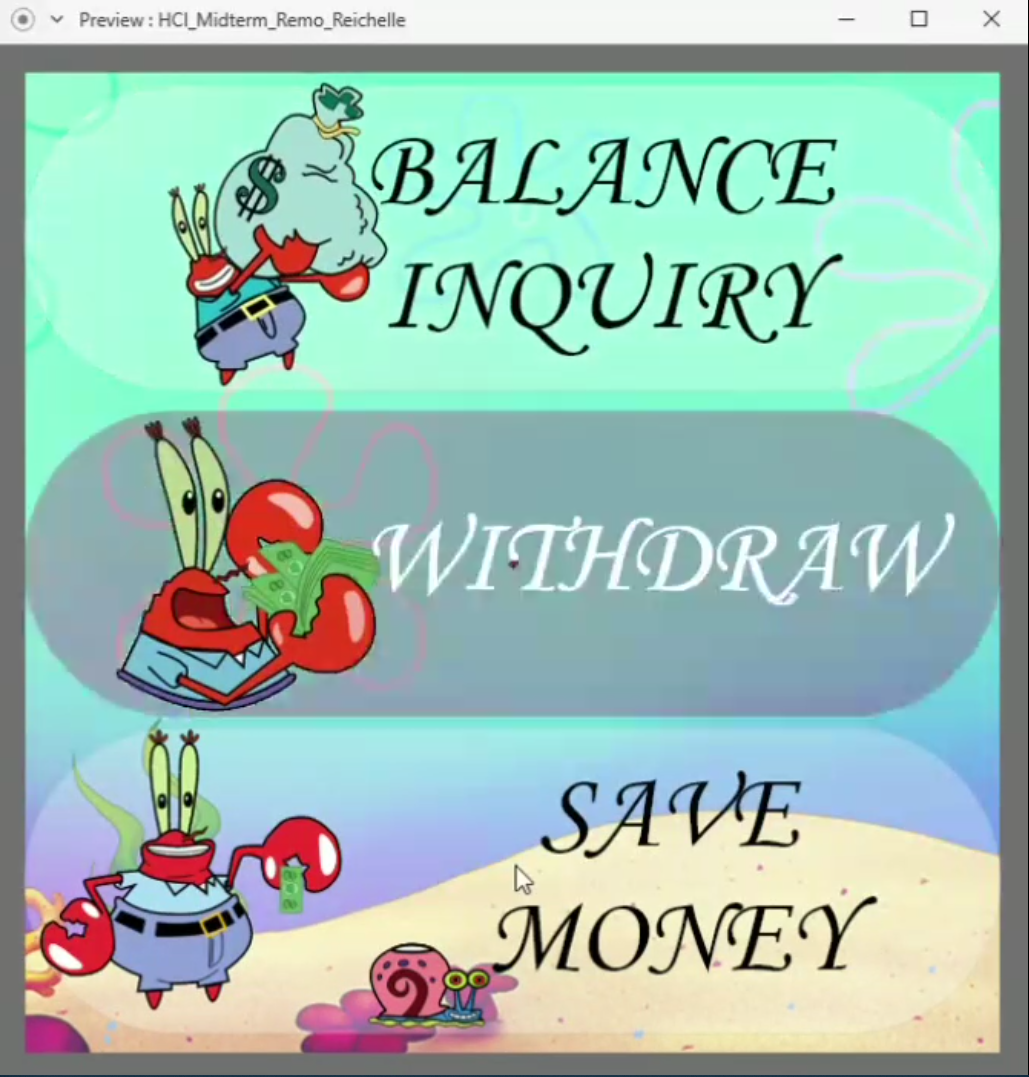 Preview : HCI_Midterm_Remo_Reichelle
$
BALANCE
INQUIRY
WITHDRAW
SAVE
MONEY